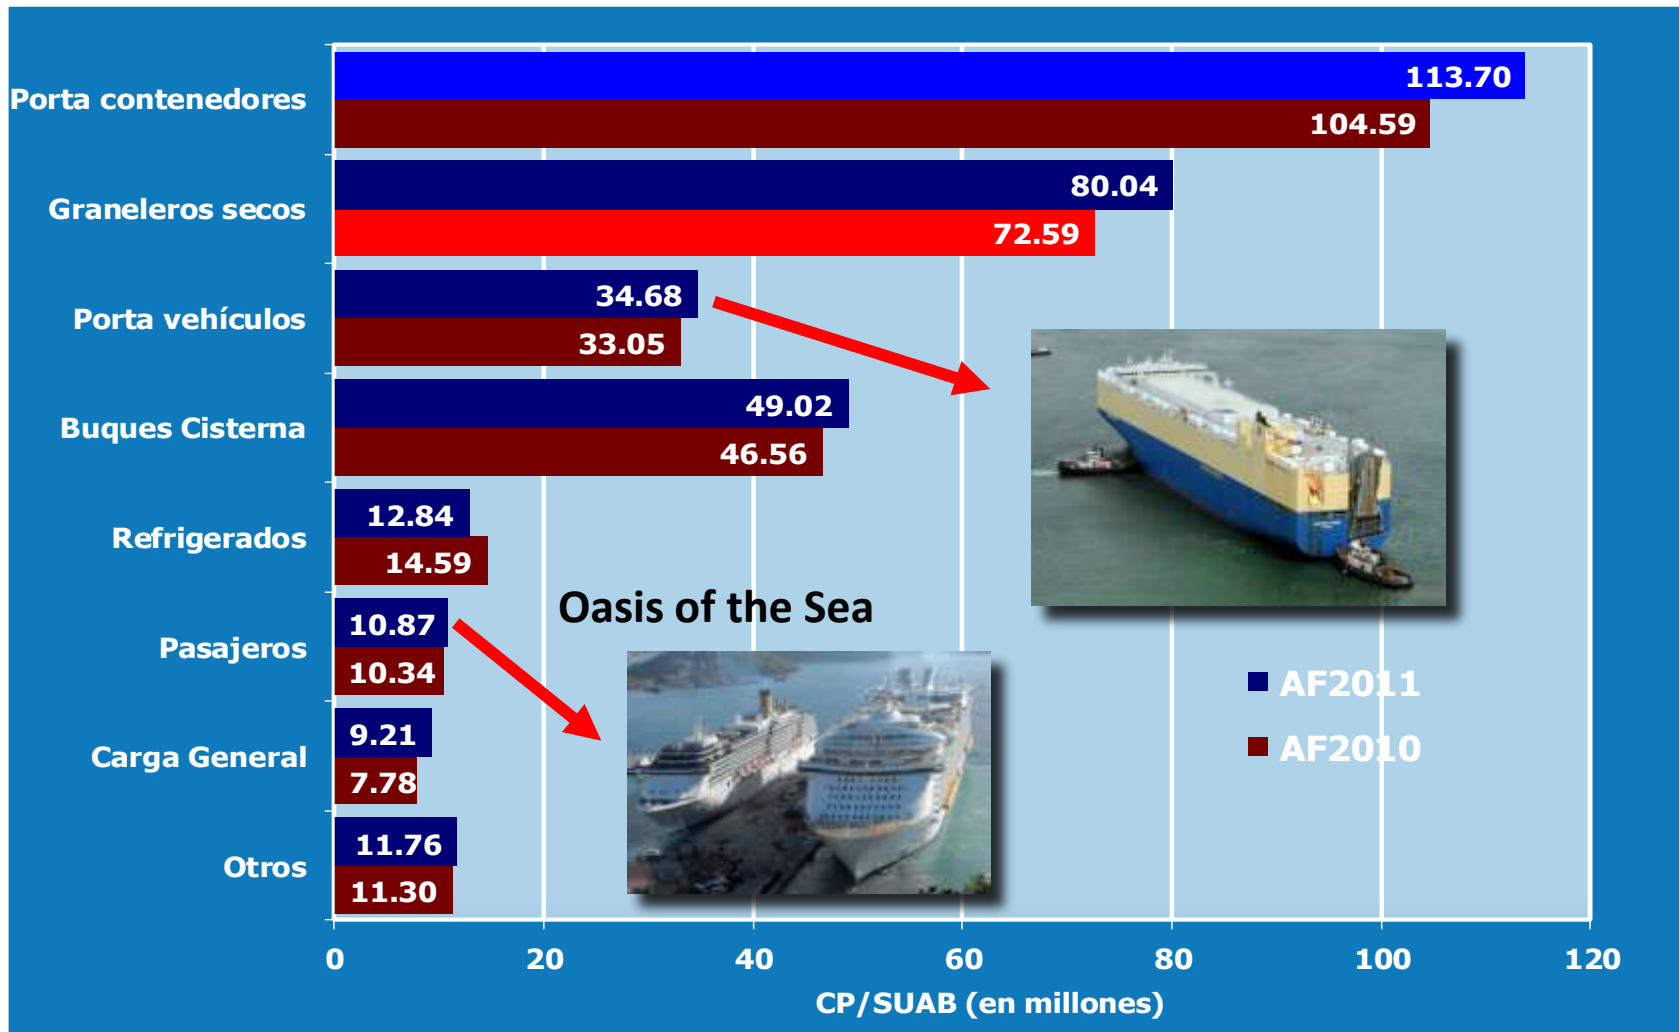 Porta contenedores
113.70
104.59
Graneleros secos
80.04
72.59
Porta vehículos
34.68
33.05
Buques Cisterna
49.02
46.56
Refrigerados
12.84
14.59
Oasis of the Sea
Pasajeros
10.87
10.34
AF2011
AF2010
Carga General
9.21
7.78
Otros
11.76
11.30
0 20 40 60 80 100 120
CP/SUAB (en millones)